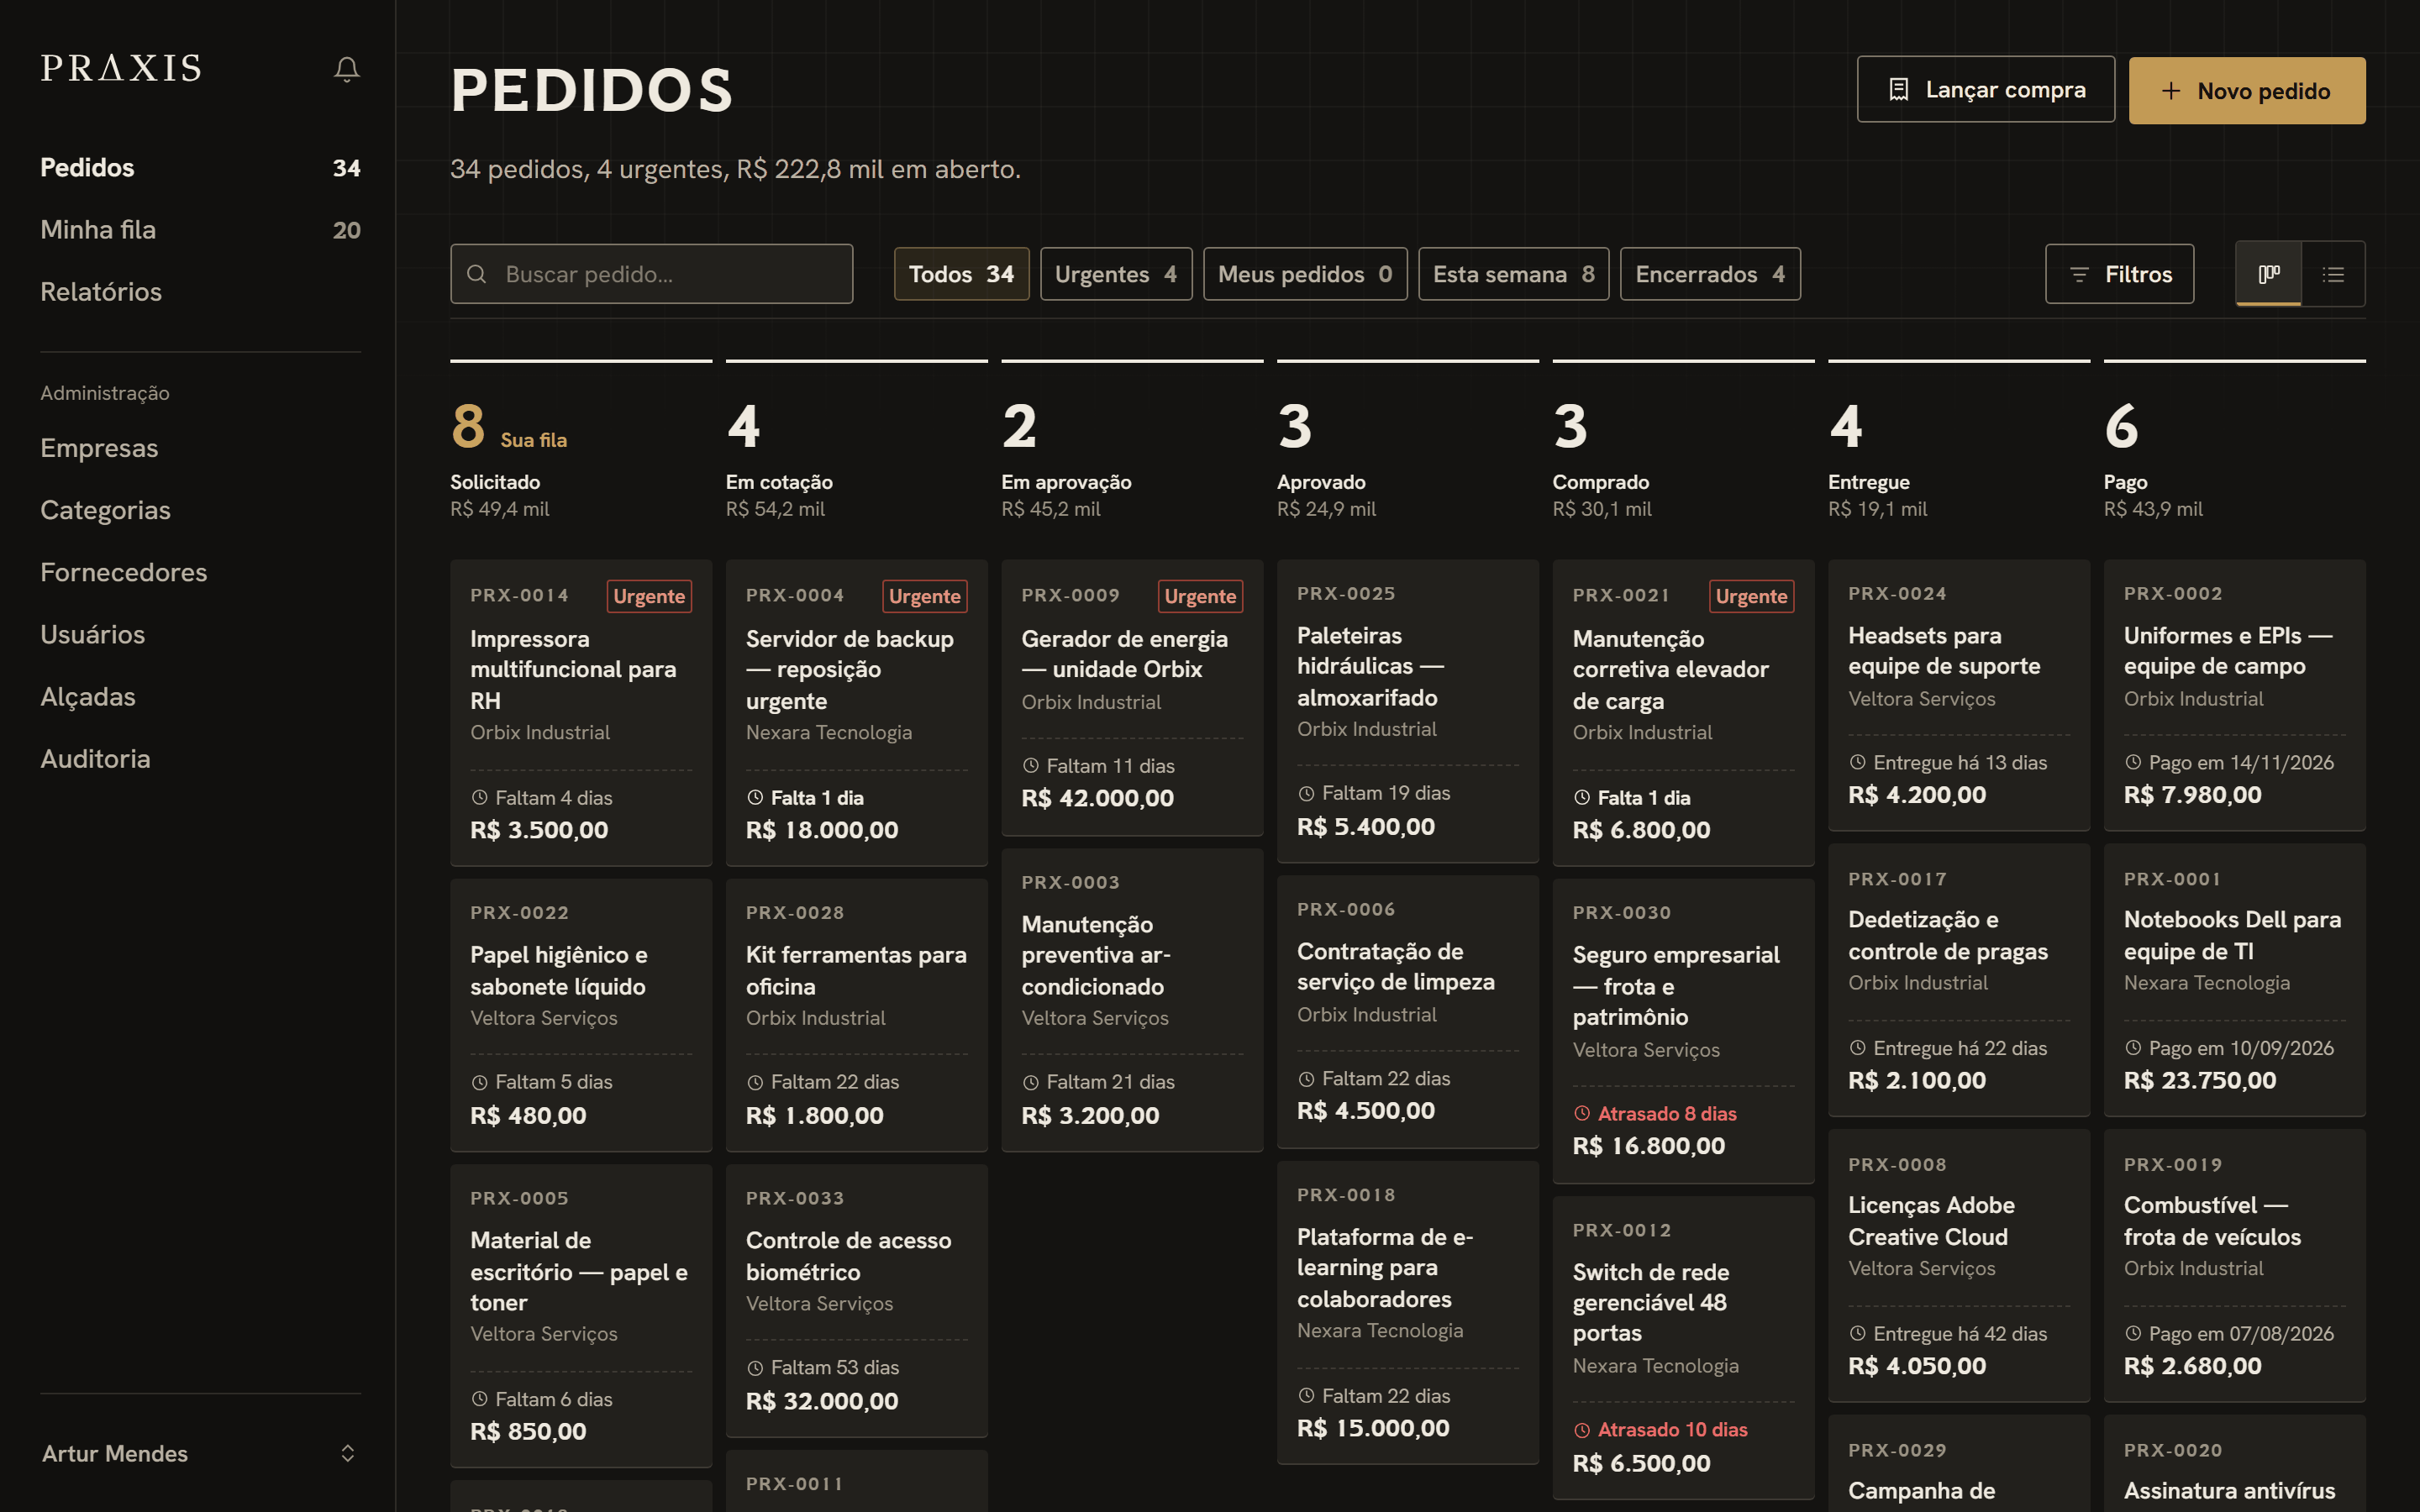 PRΛXIS
Pedidos 34
Minha fila 20
Relatórios
Administração
Empresas
Categorias
Fornecedores
Usuários
Alçadas
Auditoria
Artur Mendes
PEDIDOS
Lançar compra
Novo pedido
34 pedidos, 4 urgentes, R$ 222,8 mil em aberto.
Buscar pedido...
Todos 34
Urgentes 4
Meus pedidos 0
Esta semana 8
Encerrados 4
Filtros
8 Sua fila
Solicitado
R$ 49,4 mil
PRX-0014 Urgente
Impressora
multifuncional para
RH
Orbix Industrial
Faltam 4 dias
R$ 3.500,00
PRX-0022
Papel higiênico e
sabonete líquido
Veltora Serviços
Faltam 5 dias
R$ 480,00
PRX-0005
Material de
escritório — papel e
toner
Veltora Serviços
Faltam 6 dias
R$ 850,00
4
Em cotação
R$ 54,2 mil
PRX-0004 Urgente
Servidor de backup
— reposição
urgente
Nexara Tecnologia
Falta 1 dia
R$ 18.000,00
PRX-0028
Kit ferramentas para
oficina
Orbix Industrial
Faltam 22 dias
R$ 1.800,00
PRX-0033
Controle de acesso
biométrico
Veltora Serviços
Faltam 53 dias
R$ 32.000,00
PRX-0011
2
Em aprovação
R$ 45,2 mil
PRX-0009 Urgente
Gerador de energia
— unidade Orbix
Orbix Industrial
Faltam 11 dias
R$ 42.000,00
PRX-0003
Manutenção
preventiva ar-
condicionado
Veltora Serviços
Faltam 21 dias
R$ 3.200,00
3
Aprovado
R$ 24,9 mil
PRX-0025
Paleteiras
hidráulicas —
almoxarifado
Orbix Industrial
Faltam 19 dias
R$ 5.400,00
PRX-0006
Contratação de
serviço de limpeza
Orbix Industrial
Faltam 22 dias
R$ 4.500,00
PRX-0018
Plataforma de e-
learning para
colaboradores
Nexara Tecnologia
Faltam 22 dias
R$ 15.000,00
3
Comprado
R$ 30,1 mil
PRX-0021 Urgente
Manutenção
corretiva elevador
de carga
Orbix Industrial
Falta 1 dia
R$ 6.800,00
PRX-0030
Seguro empresarial
— frota e
patrimônio
Veltora Serviços
Atrasado 8 dias
R$ 16.800,00
PRX-0012
Switch de rede
gerenciável 48
portas
Nexara Tecnologia
Atrasado 10 dias
R$ 6.500,00
4
Entregue
R$ 19,1 mil
PRX-0024
Headsets para
equipe de suporte
Veltora Serviços
Entregue há 13 dias
R$ 4.200,00
PRX-0017
Dedetização e
controle de pragas
Orbix Industrial
Entregue há 22 dias
R$ 2.100,00
PRX-0008
Licenças Adobe
Creative Cloud
Veltora Serviços
Entregue há 42 dias
R$ 4.050,00
PRX-0029
Campanha de
6
Pago
R$ 43,9 mil
PRX-0002
Uniformes e EPIs —
equipe de campo
Orbix Industrial
Pago em 14/11/2026
R$ 7.980,00
PRX-0001
Notebooks Dell para
equipe de TI
Nexara Tecnologia
Pago em 10/09/2026
R$ 23.750,00
PRX-0019
Combustível —
frota de veículos
Orbix Industrial
Pago em 07/08/2026
R$ 2.680,00
PRX-0020
Assinatura antivírus